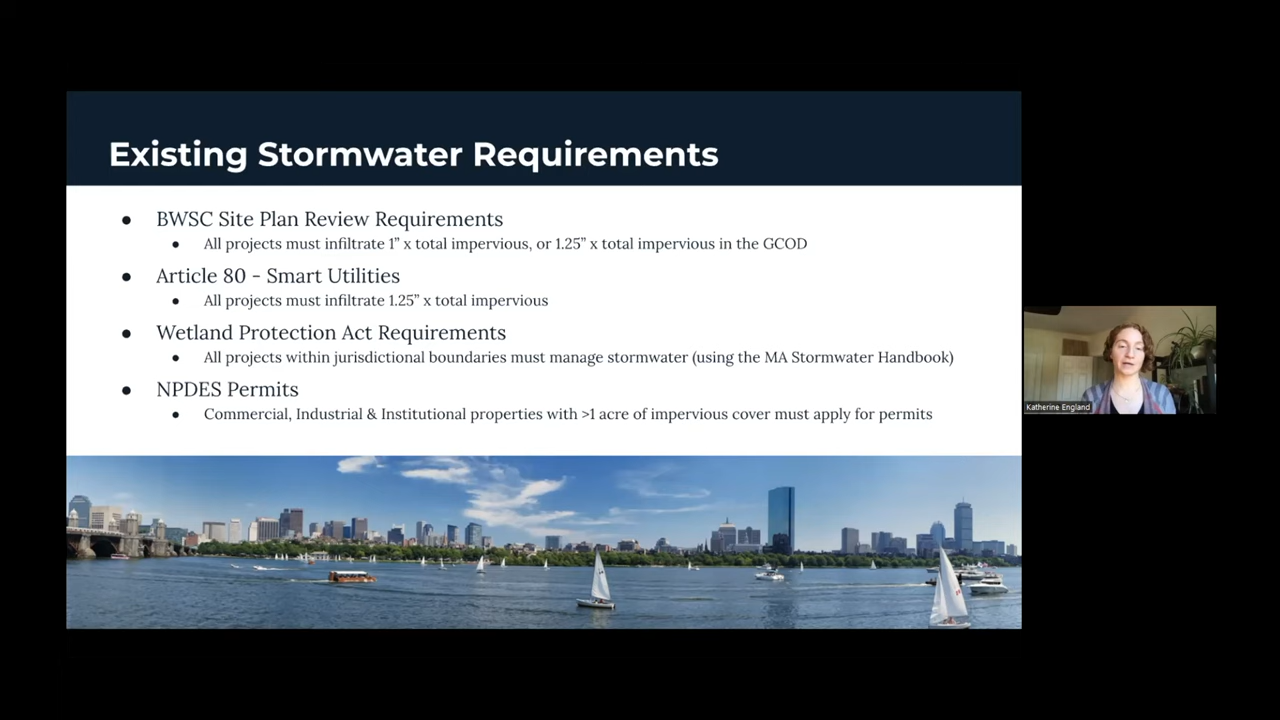 Existing Stormwater Requirements
● BWSC Site Plan Review Requirements
● All projects must infiltrate 1” x total impervious, or 1.25” x total impervious in the GCOD
● Article 80 - Smart Utilities
● All projects must infiltrate 1.25” x total impervious
● Wetland Protection Act Requirements
● All projects within jurisdictional boundaries must manage stormwater (using the MA Stormwater Handbook)
● NPDES Permits
● Commercial, Industrial & Institutional properties with >1 acre of impervious cover must apply for permits
Katherine England